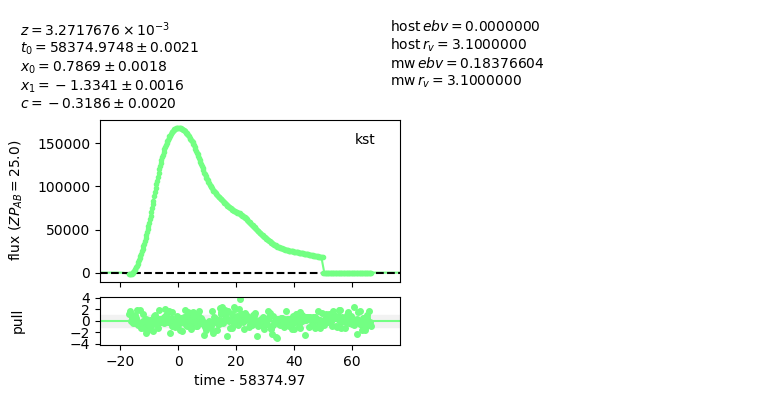 z = 3.2717676 × 10⁻³
t₀ = 58374.9748 ± 0.0021
x₀ = 0.7869 ± 0.0018
x₁ = −1.3341 ± 0.0016
c = −0.3186 ± 0.0020
host ebv = 0.0000000
host r_v = 3.1000000
mw ebv = 0.18376604
mw r_v = 3.1000000
kst
flux (ZP_AB = 25.0)
150000
100000
50000
0
pull
4
2
0
−2
−4
−20 0 20 40 60
time - 58374.97